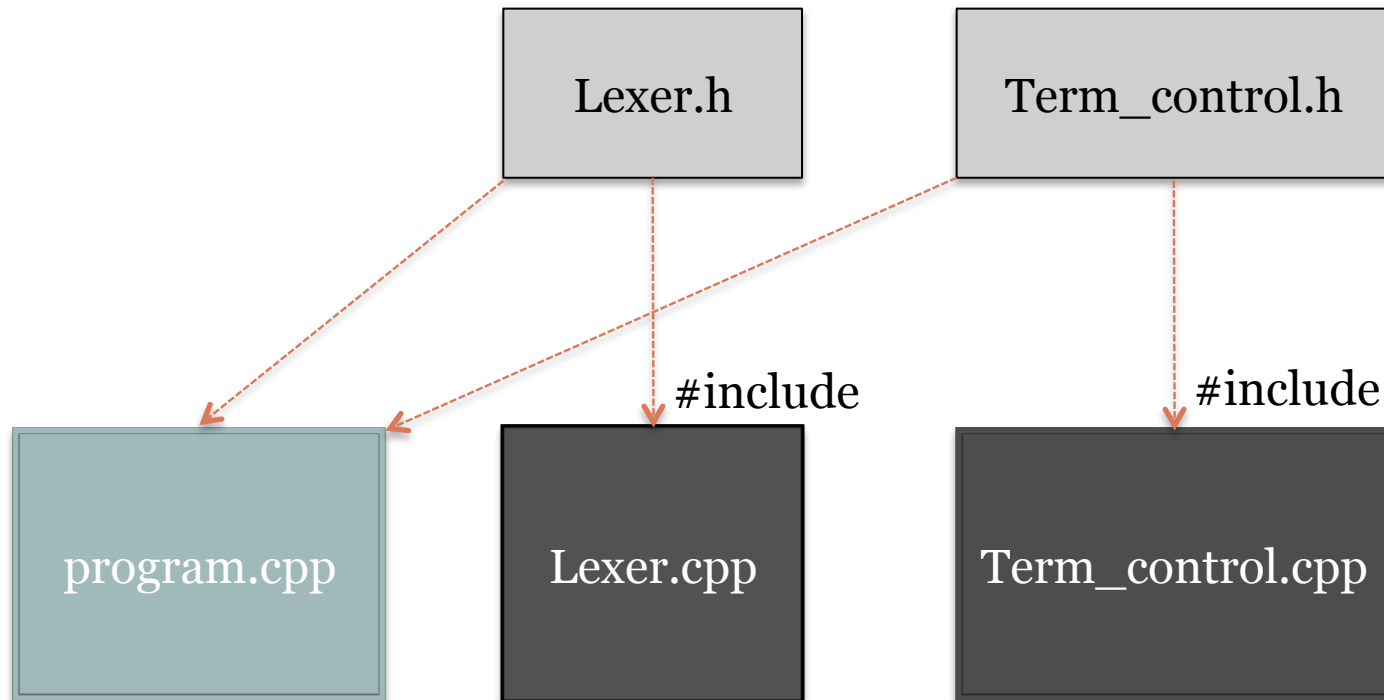 Lexer.h
Term_control.h
#include
#include
program.cpp
Lexer.cpp
Term_control.cpp